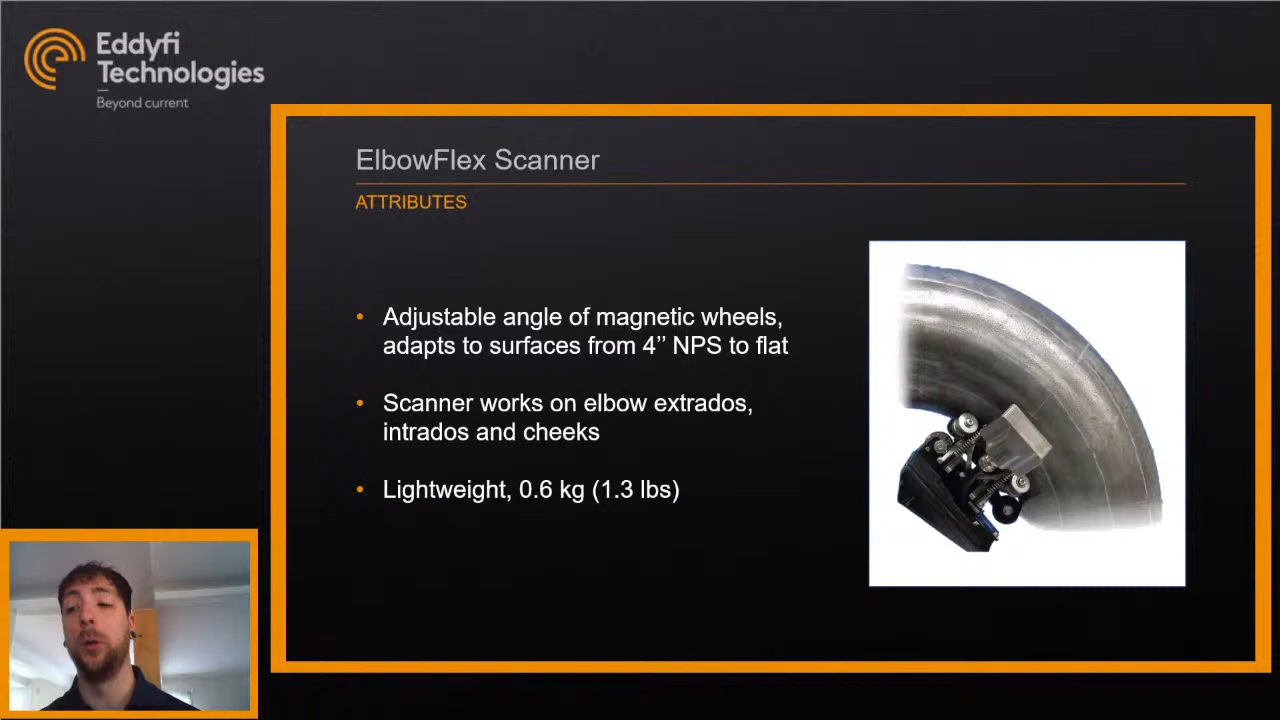 Eddyfi
Technologies
Beyond current
ElbowFlex Scanner
ATTRIBUTES
• Adjustable angle of magnetic wheels,
adapts to surfaces from 4’’ NPS to flat
• Scanner works on elbow extrados,
intrados and cheeks
• Lightweight, 0.6 kg (1.3 lbs)